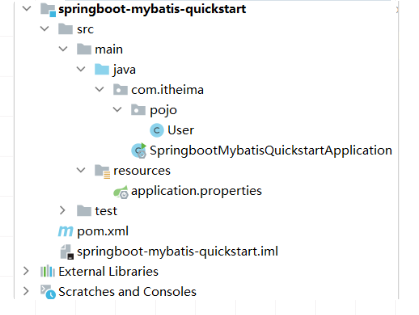 springboot-mybatis-quickstart
src
main
java
com.itheima
pojo
User
SpringbootMybatisQuickstartApplication
resources
application.properties
test
pom.xml
springboot-mybatis-quickstart.iml
External Libraries
Scratches and Consoles